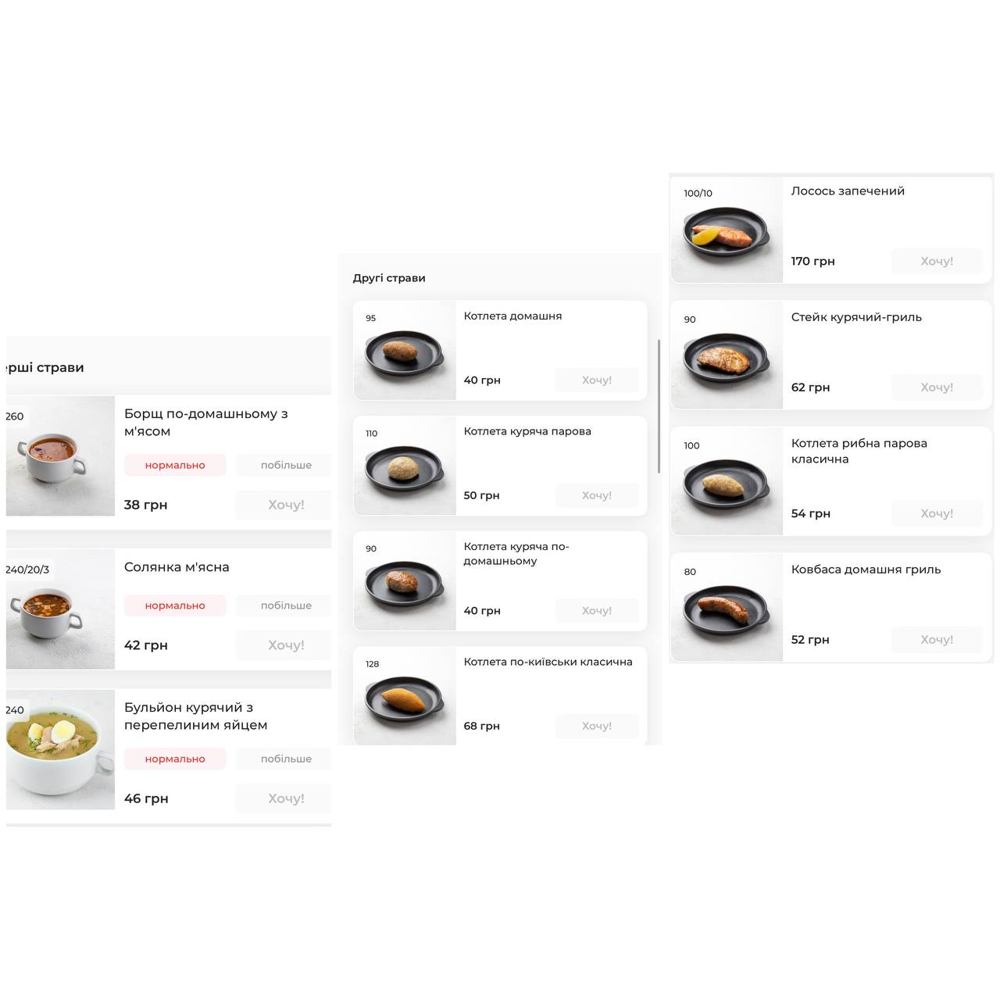 ерші страви
260
Борщ по-домашньому з
м'ясом
нормально побільше
38 грн Хочу!
240/20/3
Солянка м'ясна
нормально побільше
42 грн Хочу!
240
Бульйон курячий з
перепелиним яйцем
нормально побільше
46 грн Хочу!
Другі страви
95
Котлета домашня
40 грн Хочу!
110
Котлета куряча парова
50 грн Хочу!
90
Котлета куряча по-
домашньому
40 грн Хочу!
128
Котлета по-київськи класична
68 грн Хочу!
100/10
Лосось запечений
170 грн Хочу!
90
Стейк курячий-гриль
62 грн Хочу!
100
Котлета рибна парова
класична
54 грн Хочу!
80
Ковбаса домашня гриль
52 грн Хочу!